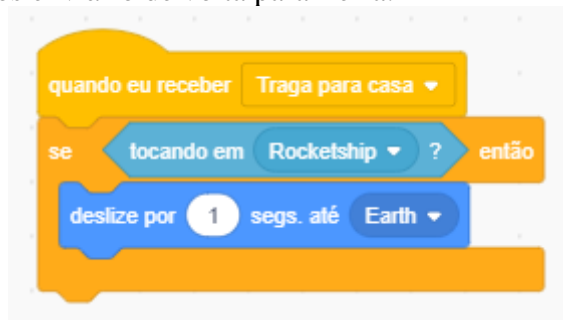 quando eu receber Traga para casa
se tocando em Rocketship ? então
deslize por 1 segs. até Earth